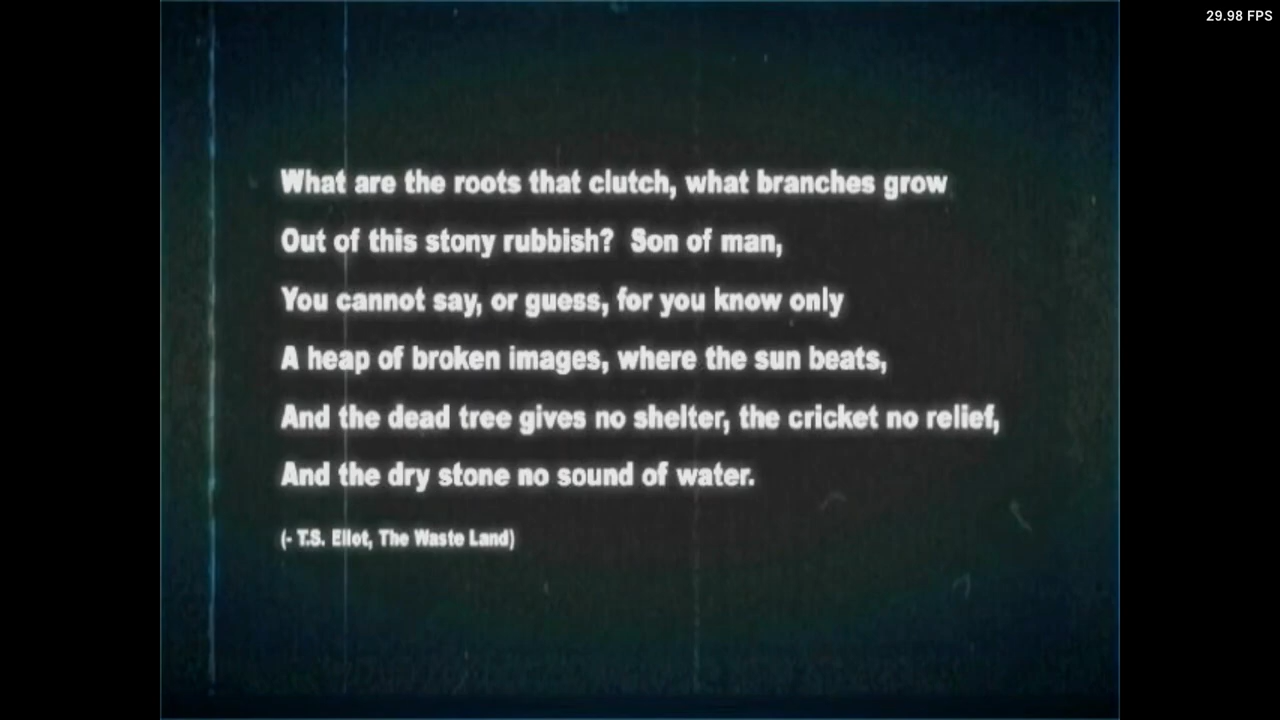 29.98 FPS
What are the roots that clutch, what branches grow
Out of this stony rubbish?  Son of man,
You cannot say, or guess, for you know only
A heap of broken images, where the sun beats,
And the dead tree gives no shelter, the cricket no relief,
And the dry stone no sound of water.
(- T.S. Eliot, The Waste Land)